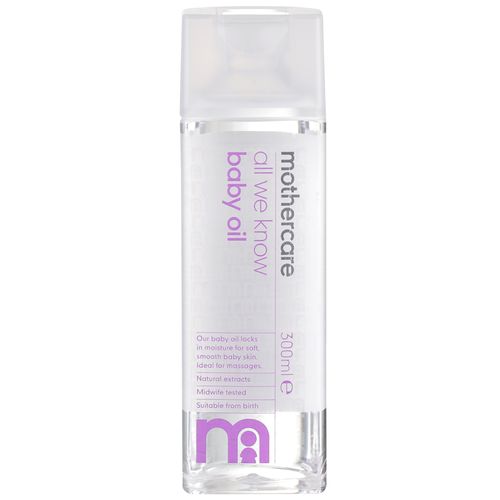 mothercare
all we know
baby oil
300ml e
Our baby oil locks
in moisture for soft,
smooth baby skin.
Ideal for massages.
Natural extracts
Midwife tested
Suitable from birth
m